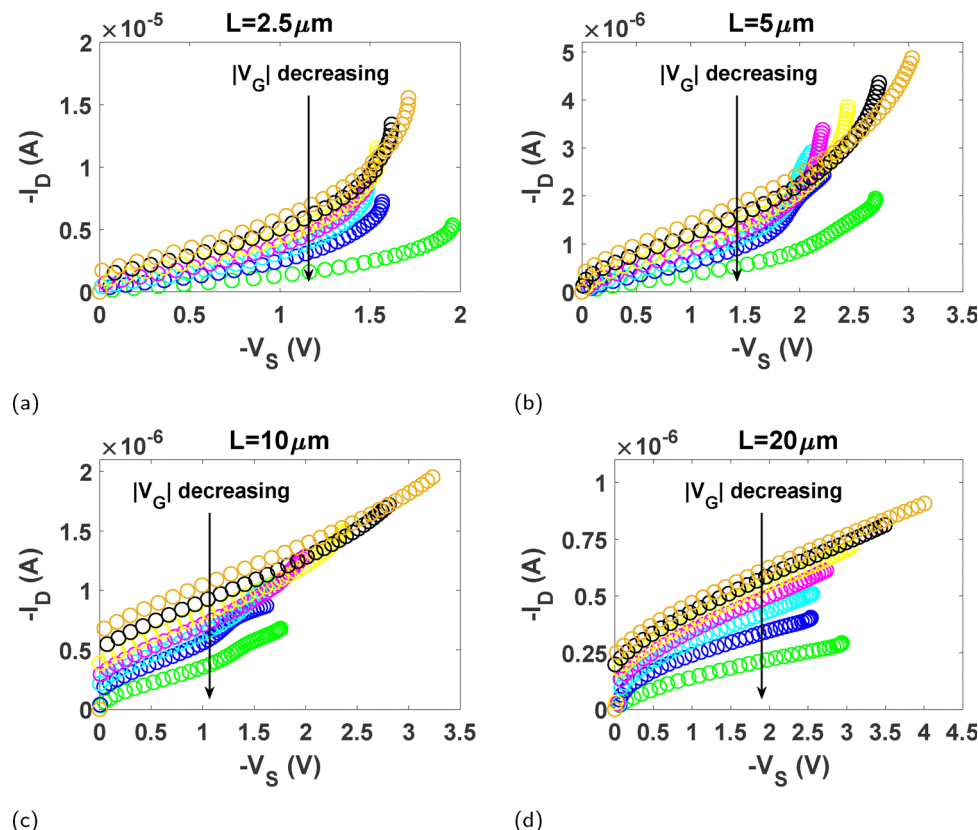 L=2.5μm
×10⁻⁵
2
1.5
1
0.5
0
-I_D (A)
|V_G| decreasing
0 0.5 1 1.5 2
-V_S (V)
(a)
L=5μm
×10⁻⁶
5
4
3
2
1
0
-I_D (A)
|V_G| decreasing
0 0.5 1 1.5 2 2.5 3 3.5
-V_S (V)
(b)
L=10μm
×10⁻⁶
2
1.5
1
0.5
0
-I_D (A)
|V_G| decreasing
0 0.5 1 1.5 2 2.5 3 3.5
-V_S (V)
(c)
L=20μm
×10⁻⁶
1
0.75
0.5
0.25
0
-I_D (A)
|V_G| decreasing
0 0.5 1 1.5 2 2.5 3 3.5 4 4.5
-V_S (V)
(d)